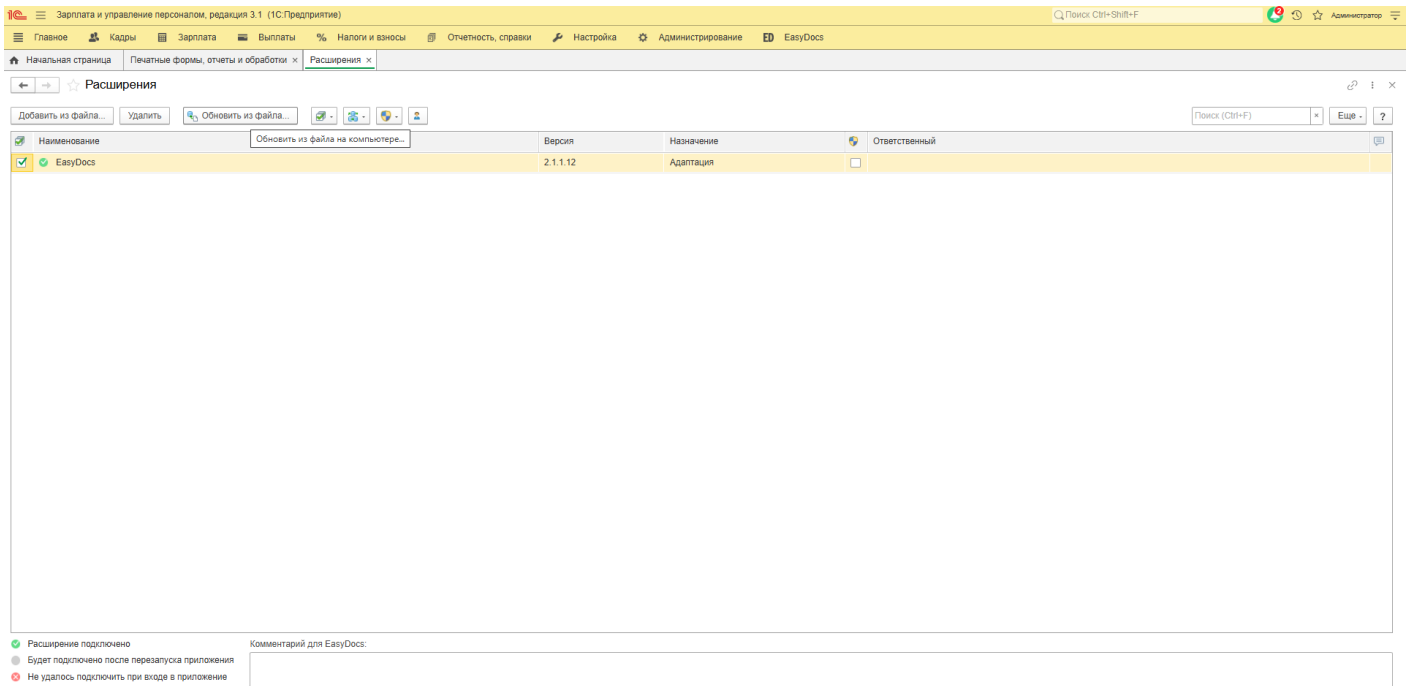 1С Зарплата и управление персоналом, редакция 3.1 (1С:Предприятие) Поиск Ctrl+Shift+F 2 Администратор
Главное Кадры Зарплата Выплаты % Налоги и взносы Отчетность, справки Настройка Администрирование ED EasyDocs
Начальная страница Печатные формы, отчеты и обработки × Расширения ×
Расширения
Добавить из файла... Удалить Обновить из файла... Поиск (Ctrl+F) × Еще ?
Обновить из файла на компьютере...
Наименование Версия Назначение Ответственный
EasyDocs 2.1.1.12 Адаптация
Расширение подключено Комментарий для EasyDocs:
Будет подключено после перезапуска приложения
Не удалось подключить при входе в приложение